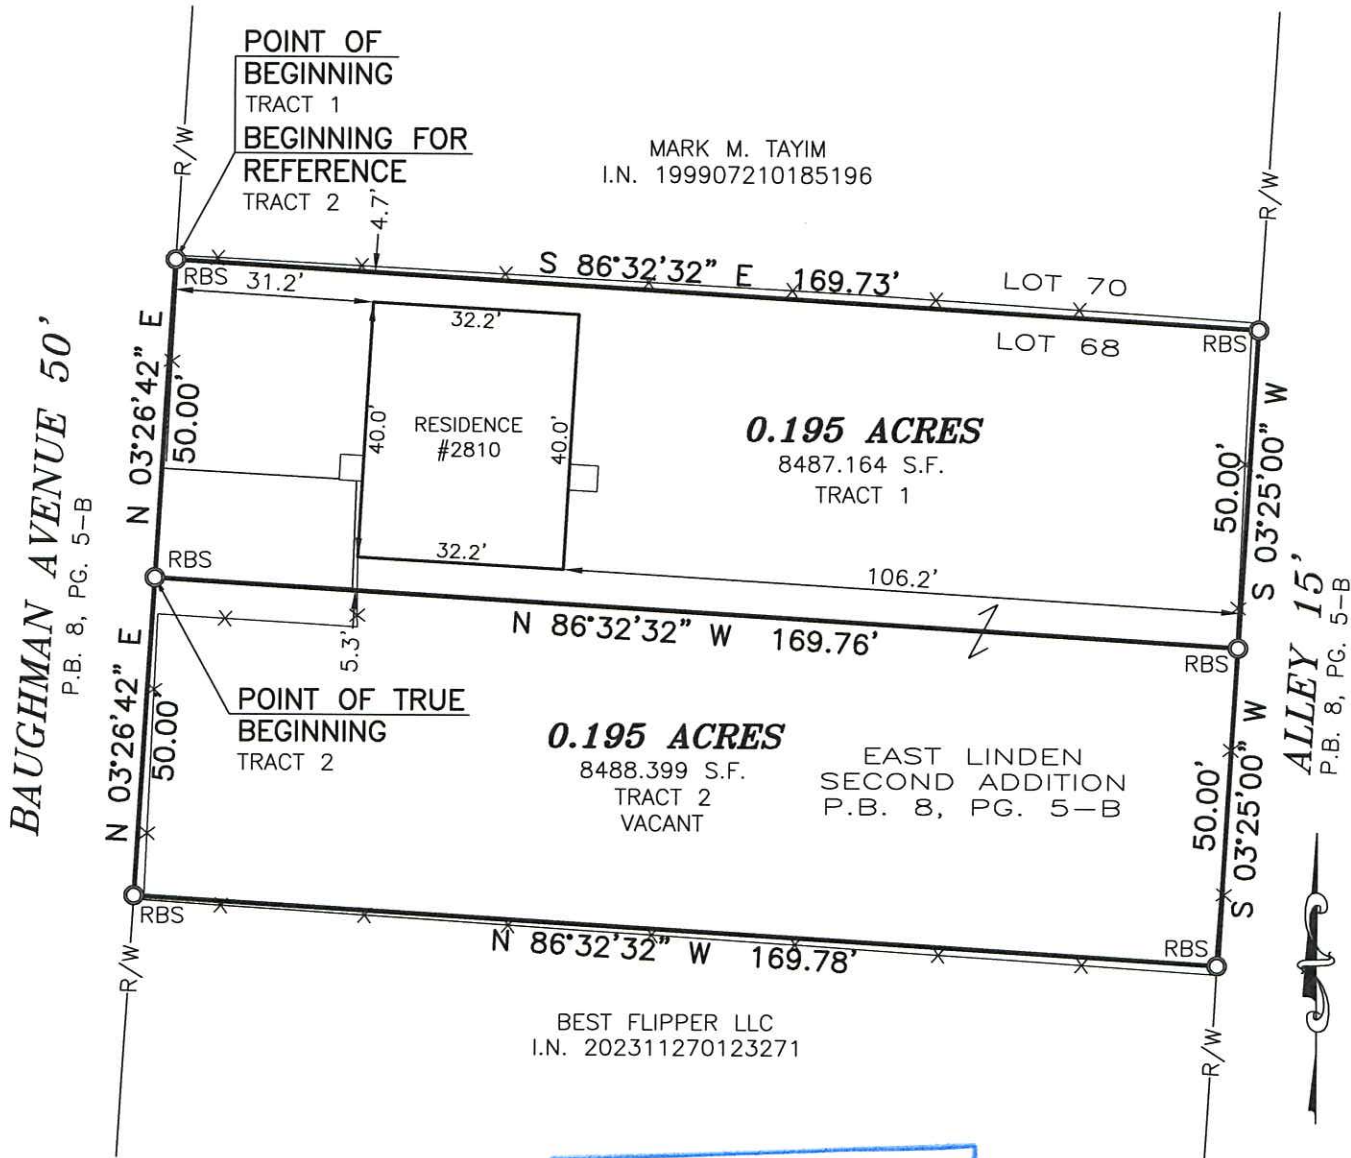 POINT OF
BEGINNING
TRACT 1
BEGINNING FOR
REFERENCE
TRACT 2
R/W
4.7'
MARK M. TAYIM
I.N. 199907210185196
R/W
RBS
31.2'
S 86°32'32" E 169.73'
LOT 70
LOT 68
RBS
32.2'
N 03°26'42" E
50.00'
40.0'
RESIDENCE
#2810
40.0'
0.195 ACRES
8487.164 S.F.
TRACT 1
50.00'
S 03°25'00" W
BAUGHMAN AVENUE 50'
P.B. 8, PG. 5-B
RBS
32.2'
106.2'
N 86°32'32" W 169.76'
RBS
5.3'
ALLEY 15'
P.B. 8, PG. 5-B
POINT OF TRUE
BEGINNING
TRACT 2
N 03°26'42" E
50.00'
0.195 ACRES
8488.399 S.F.
TRACT 2
VACANT
EAST LINDEN
SECOND ADDITION
P.B. 8, PG. 5-B
50.00'
S 03°25'00" W
RBS
N 86°32'32" W 169.78'
RBS
R/W
BEST FLIPPER LLC
I.N. 202311270123271
R/W